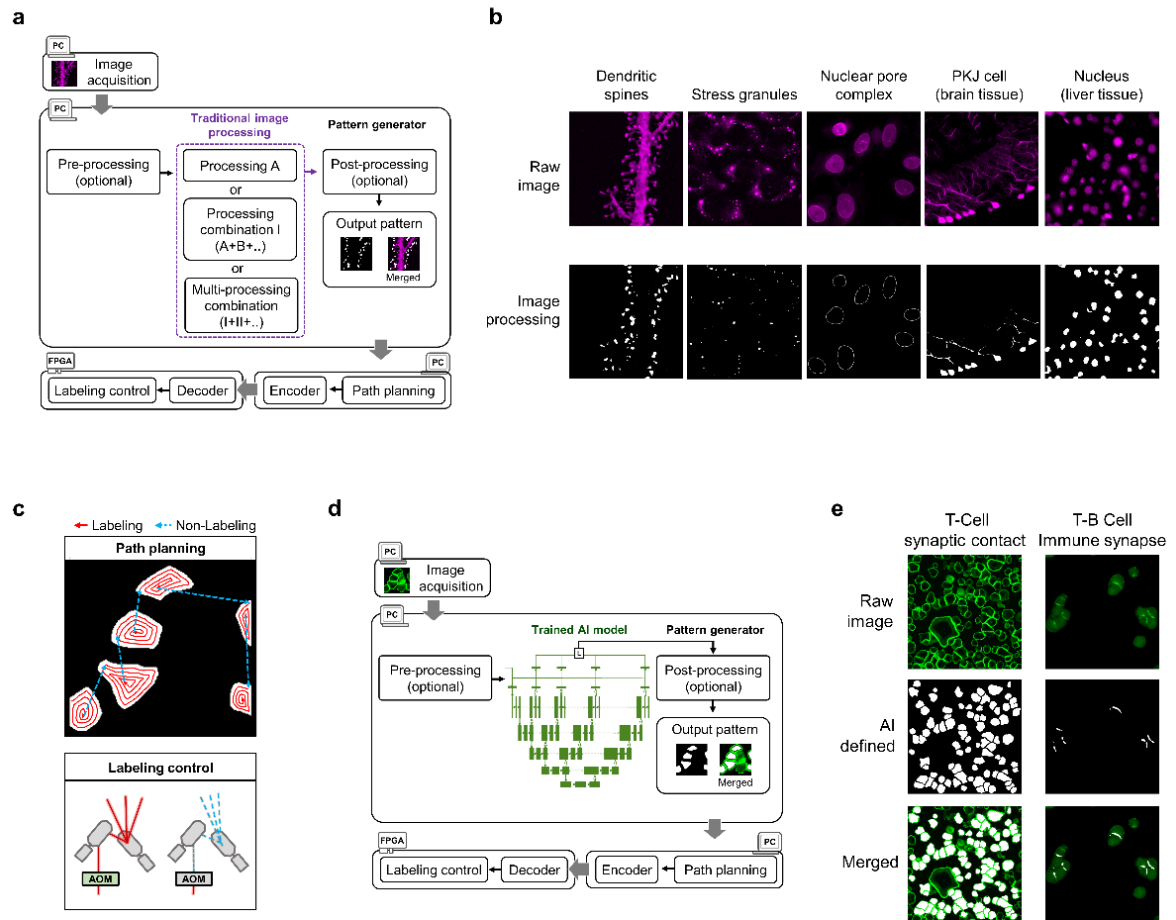 a
PC
Image
acquisition
PC
Traditional image
processing
Pattern generator
Pre-processing
(optional)
Processing A
or
Processing
combination I
(A+B+..)
or
Multi-processing
combination
(I+II+..)
Post-processing
(optional)
Output pattern
Merged
FPGA
PC
Labeling control
Decoder
Encoder
Path planning
b
Dendritic
spines
Stress granules
Nuclear pore
complex
PKJ cell
(brain tissue)
Nucleus
(liver tissue)
Raw
image
Image
processing
c
Labeling
Non-Labeling
Path planning
Labeling control
AOM
AOM
d
PC
Image
acquisition
PC
Trained AI model
Pattern generator
L
Pre-processing
(optional)
Post-processing
(optional)
Output pattern
Merged
FPGA
PC
Labeling control
Decoder
Encoder
Path planning
e
T-Cell
synaptic contact
T-B Cell
Immune synapse
Raw
image
AI
defined
Merged